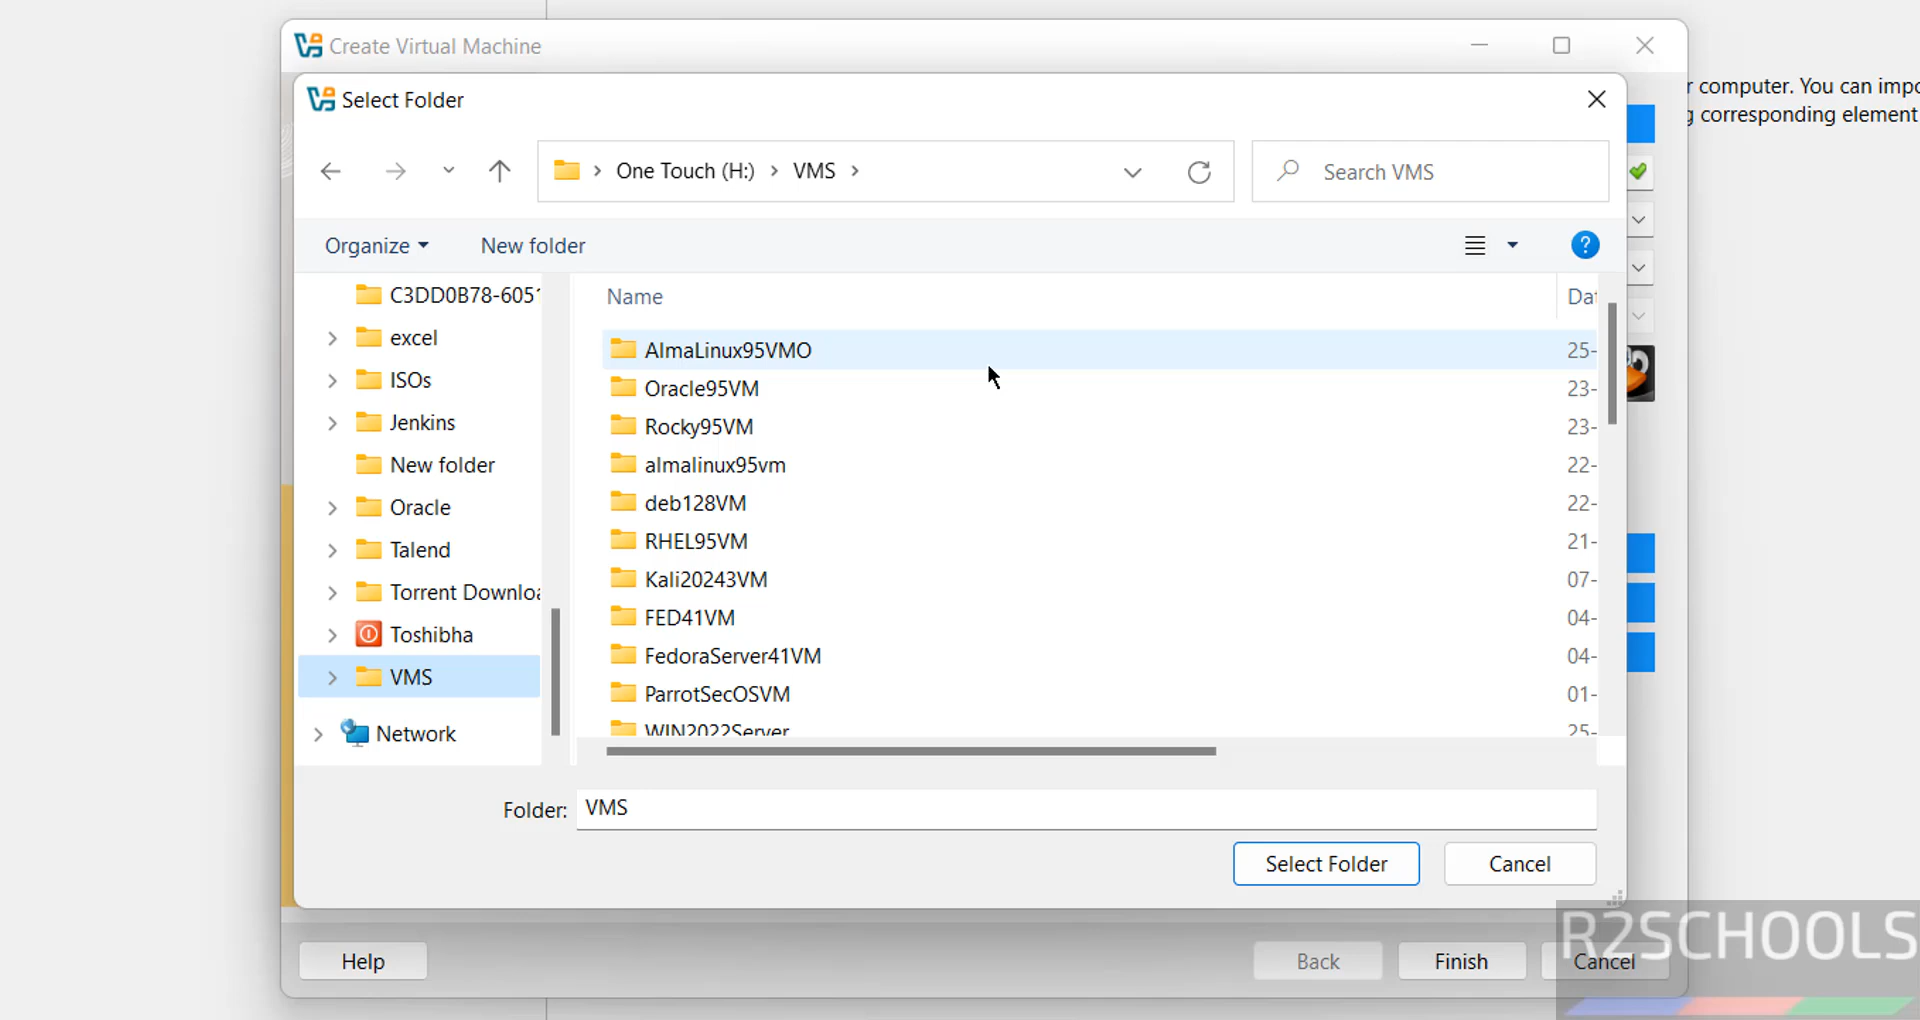 Create Virtual Machine
r computer. You can impo
g corresponding element
Select Folder
One Touch (H:) > VMS >
Search VMS
Organize
New folder
?
C3DD0B78-6051
excel
ISOs
Jenkins
New folder
Oracle
Talend
Torrent Downloa
Toshibha
VMS
Network
Name
Dat
AlmaLinux95VMO
25-
Oracle95VM
23-
Rocky95VM
23-
almalinux95vm
22-
deb128VM
22-
RHEL95VM
21-
Kali20243VM
07-
FED41VM
04-
FedoraServer41VM
04-
ParrotSecOSVM
01-
WIN2022Server
25-
Folder: VMS
Select Folder
Cancel
Help
Back
Finish
Cancel
R2SCHOOLS